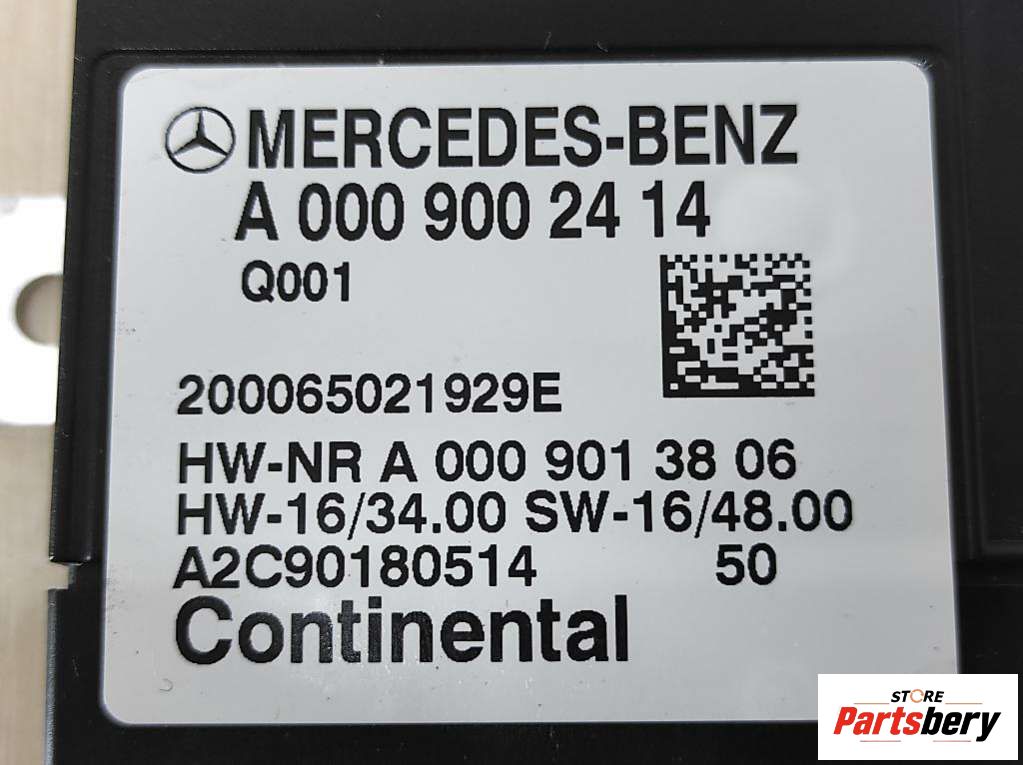 MERCEDES-BENZ
A 000 900 24 14
Q001
200065021929E
HW-NR A 000 901 38 06
HW-16/34.00 SW-16/48.00
A2C90180514 50
Continental
STORE
Partsbery